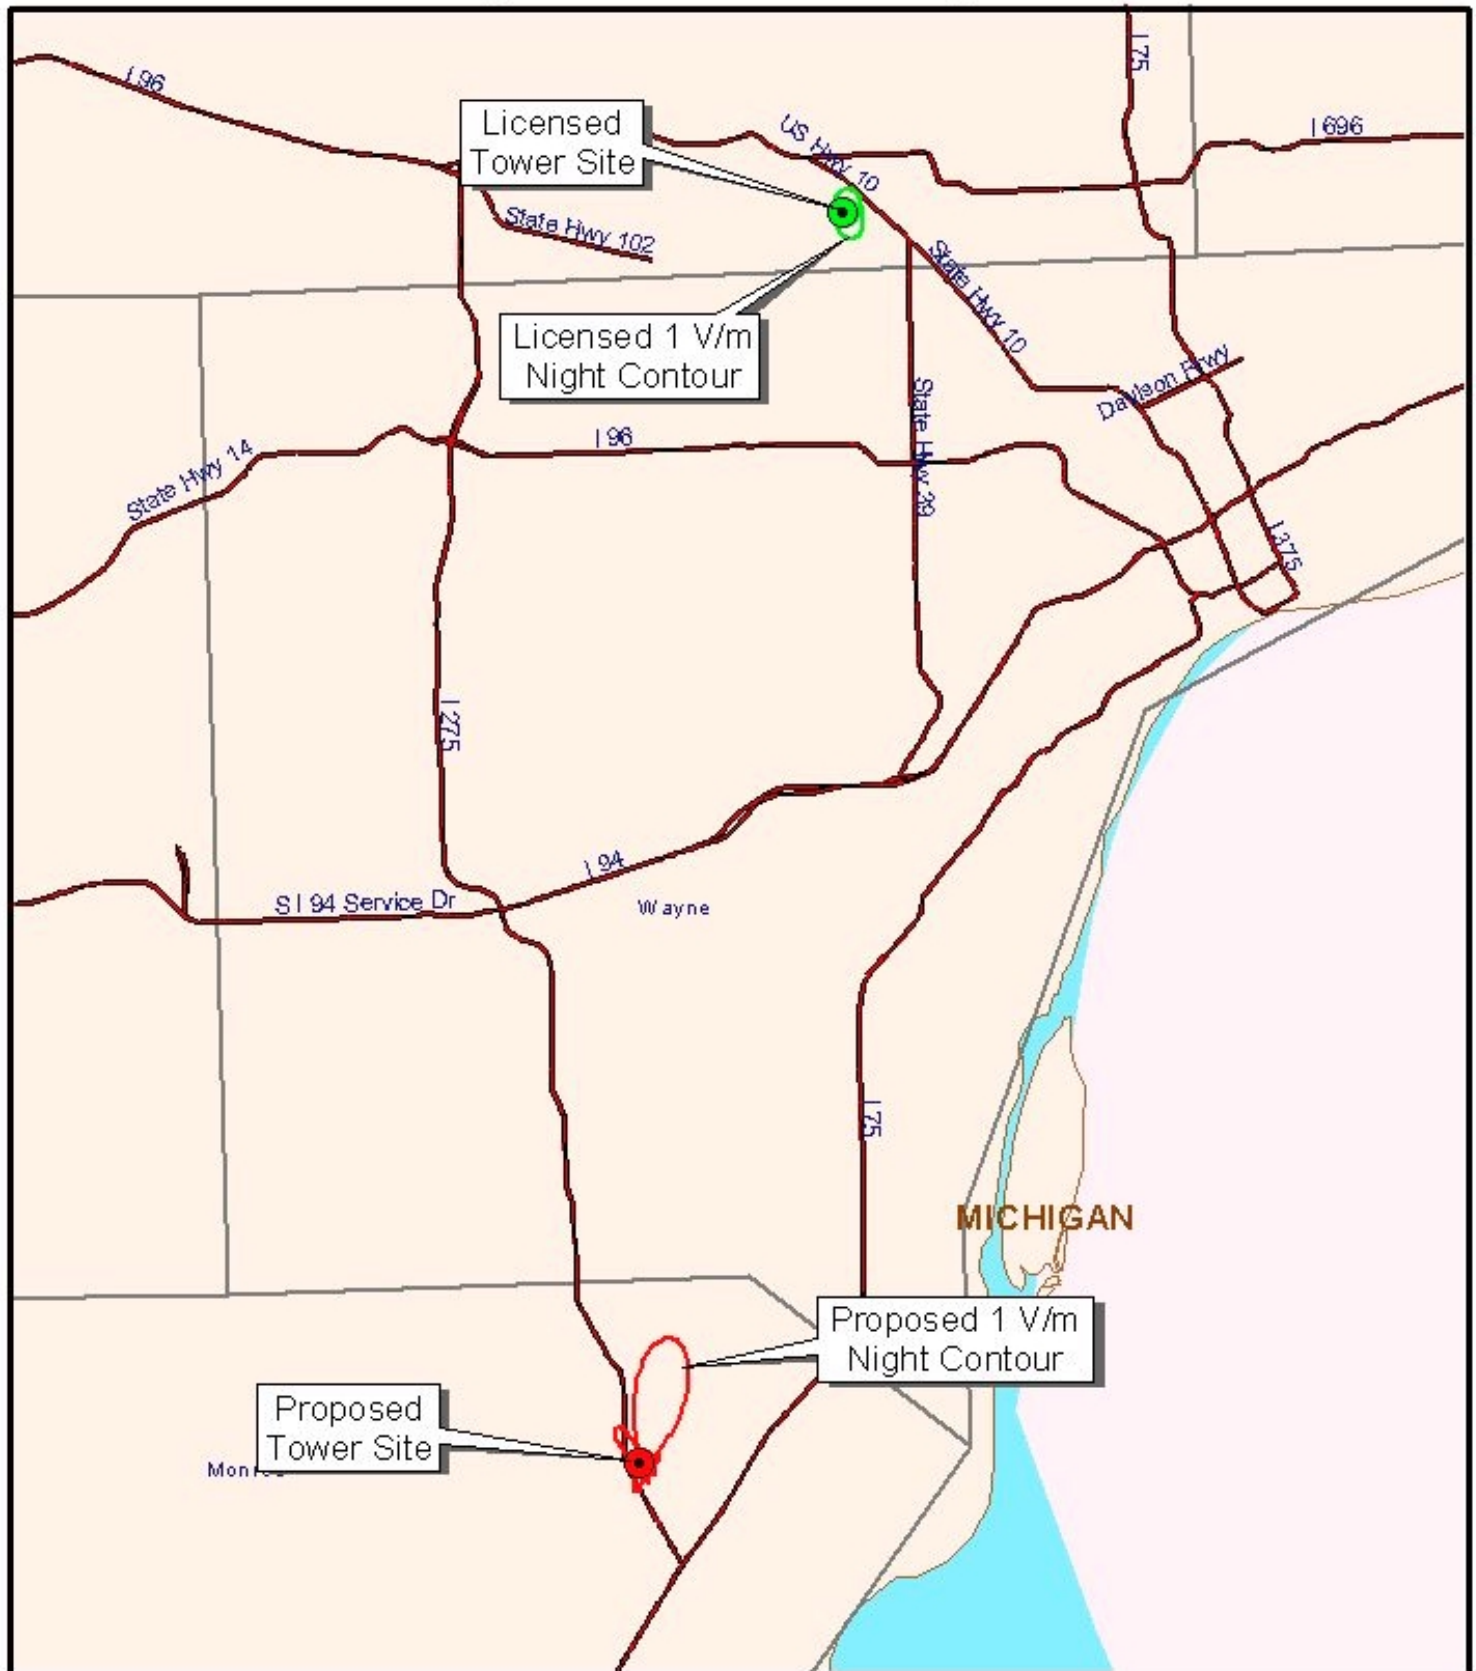 I 75
I 96
Licensed
Tower Site
US Hwy 10
I 696
State Hwy 102
State Hwy 10
Licensed 1 V/m
Night Contour
Davison Frwy
State Hwy 39
I 96
State Hwy 14
I 375
I 275
I 94
S I 94 Service Dr
Wayne
I 75
MICHIGAN
Proposed 1 V/m
Night Contour
Proposed
Tower Site